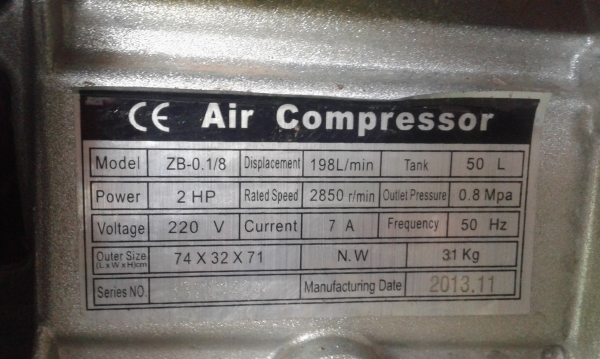 CE Air Compressor
Model ZB-0.1/8 Displacement 198L/min Tank 50 L
Power 2 HP Rated Speed 2850 r/min Outlet Pressure 0.8 Mpa
Voltage 220 V Current 7 A Frequency 50 Hz
Outer Size 74 X 32 X 71 N.W 31 Kg
(L x W x H)cm
Series NO. Manufacturing Date 2013.11